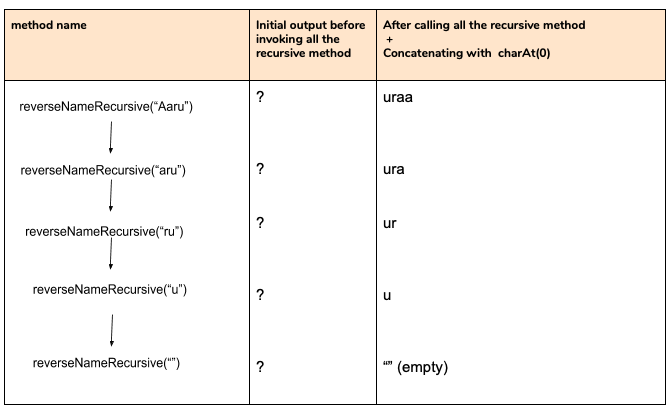 method name
Initial output before
invoking all the
recursive method
After calling all the recursive method
+
Concatenating with charAt(0)
reverseNameRecursive(“Aaru”)
?
uraa
reverseNameRecursive(“aru”)
?
ura
reverseNameRecursive(“ru”)
?
ur
reverseNameRecursive(“u”)
?
u
reverseNameRecursive(“”)
?
“” (empty)